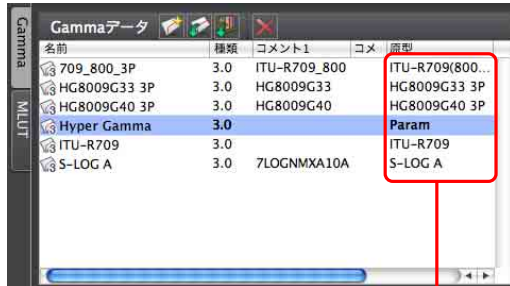 Gamma
MLUT
Gammaデータ
名前 種類 コメント1 コメ 原型
709_800_3P 3.0 ITU-R709_800 ITU-R709(800...
HG8009G33 3P 3.0 HG8009G33 HG8009G33 3P
HG8009G40 3P 3.0 HG8009G40 HG8009G40 3P
Hyper Gamma 3.0 Param
ITU-R709 3.0 ITU-R709
S-LOG A 3.0 7LOGNMXA10A S-LOG A